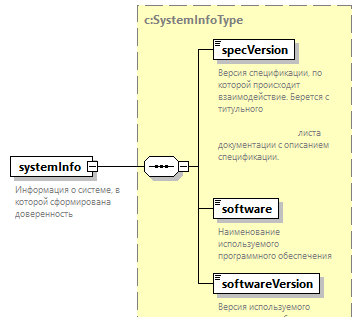 c:SystemInfoType
specVersion
Версия спецификации, по
которой происходит
взаимодействие. Берется с
титульного
листа
документации с описанием
спецификации.
systemInfo
Информация о системе, в
которой сформирована
доверенность
software
Наименование
используемого
программного обеспечения
softwareVersion
Версия используемого